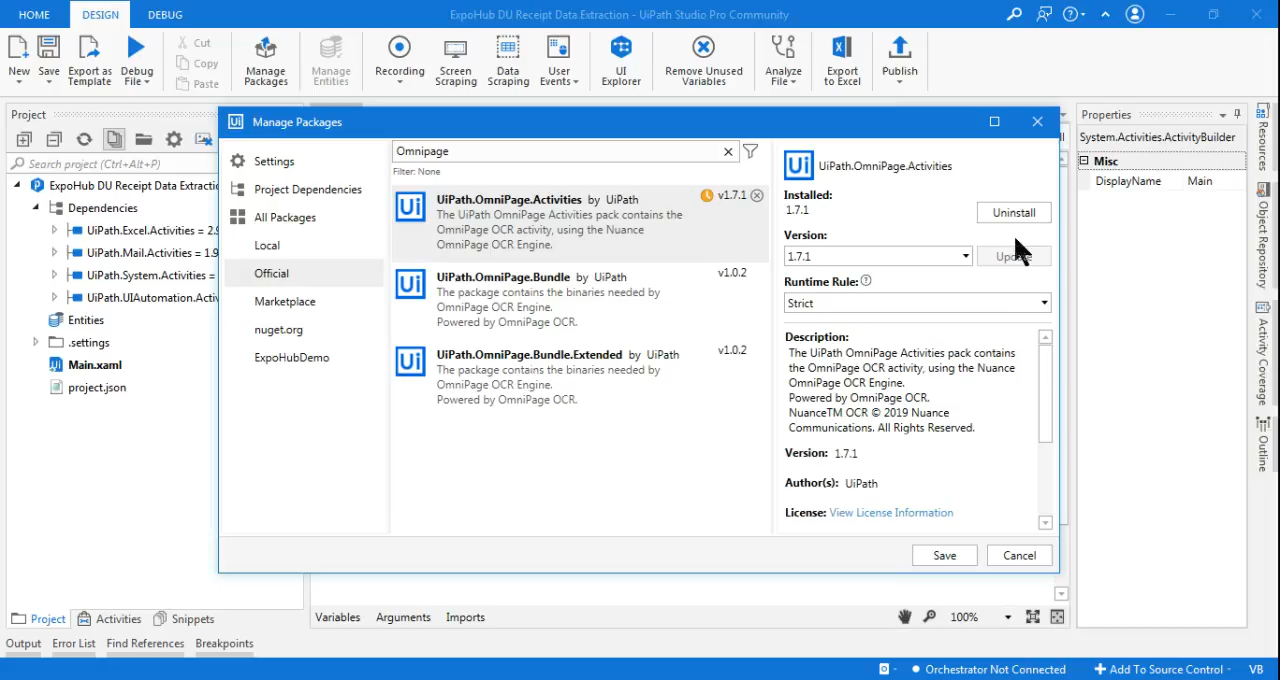 HOME DESIGN DEBUG
ExpoHub DU Receipt Data Extraction - UiPath Studio Pro Community
New
Save
Export as
Template
Debug
File
Cut
Copy
Paste
Manage
Packages
Manage
Entities
Recording
Screen
Scraping
Data
Scraping
User
Events
UI
Explorer
Remove Unused
Variables
Analyze
File
Export
to Excel
Publish
Project
Search project (Ctrl+Alt+P)
ExpoHub DU Receipt Data Extractio
Dependencies
UiPath.Excel.Activities = 2.9
UiPath.Mail.Activities = 1.9
UiPath.System.Activities =
UiPath.UIAutomation.Activ
Entities
.settings
Main.xaml
project.json
Ui Manage Packages
Settings
Project Dependencies
All Packages
Local
Official
Marketplace
nuget.org
ExpoHubDemo
Omnipage
Filter: None
Ui
UiPath.OmniPage.Activities by UiPath
v1.7.1
The UiPath OmniPage Activities pack contains the
OmniPage OCR activity, using the Nuance
OmniPage OCR Engine.
Ui
UiPath.OmniPage.Bundle by UiPath
v1.0.2
The package contains the binaries needed by
OmniPage OCR Engine.
Powered by OmniPage OCR.
Ui
UiPath.OmniPage.Bundle.Extended by UiPath
v1.0.2
The package contains the binaries needed by
OmniPage OCR Engine.
Powered by OmniPage OCR.
Ui UiPath.OmniPage.Activities
Installed:
1.7.1
Uninstall
Version:
1.7.1
Runtime Rule:
Strict
Description:
The UiPath OmniPage Activities pack contains
the OmniPage OCR activity, using the Nuance
OmniPage OCR Engine.
Powered by OmniPage OCR.
NuanceTM OCR © 2019 Nuance
Communications. All Rights Reserved.
Version: 1.7.1
Author(s): UiPath
License: View License Information
Save
Cancel
Properties
System.Activities.ActivityBuilder
Misc
DisplayName Main
Resources
Object Repository
Activity Coverage
Outline
Project Activities Snippets
Variables Arguments Imports
100%
Output Error List Find References Breakpoints
Orchestrator Not Connected
Add To Source Control
VB